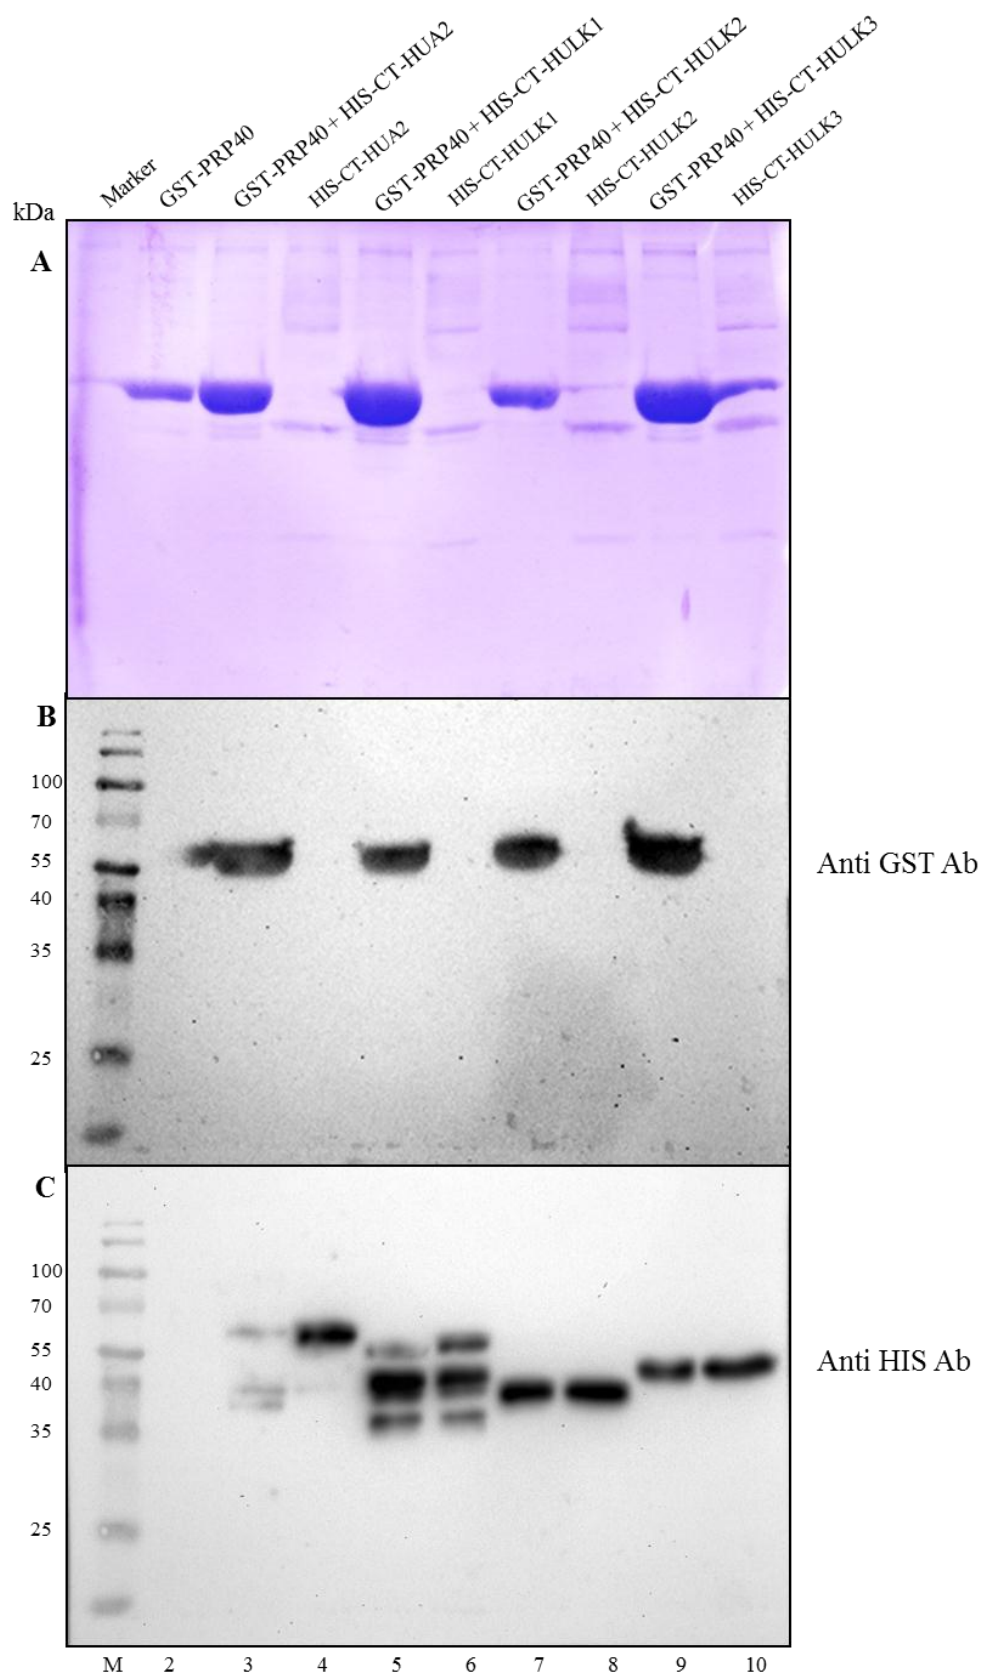 Marker
GST-PRP40
GST-PRP40 + HIS-CT-HUA2
HIS-CT-HUA2
GST-PRP40 + HIS-CT-HULK1
HIS-CT-HULK1
GST-PRP40 + HIS-CT-HULK2
HIS-CT-HULK2
GST-PRP40 + HIS-CT-HULK3
HIS-CT-HULK3
kDa
A
B
100
70
55
40
35
25
Anti GST Ab
C
100
70
55
40
35
25
Anti HIS Ab
M 2 3 4 5 6 7 8 9 10